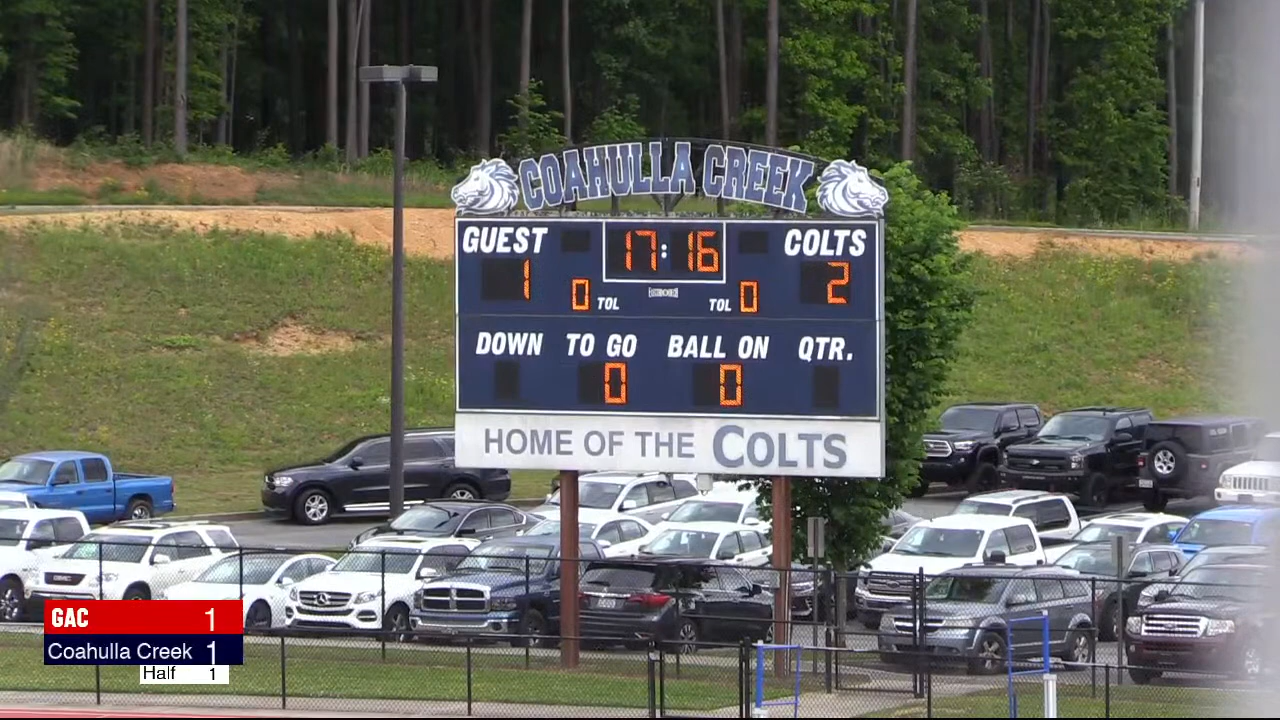 COAHULLA CREEK
GUEST 17:16 COLTS
1 0 TOL TOL 0 2
DOWN TO GO BALL ON QTR.
0 0
HOME OF THE COLTS
GAC 1
Coahulla Creek 1
Half 1